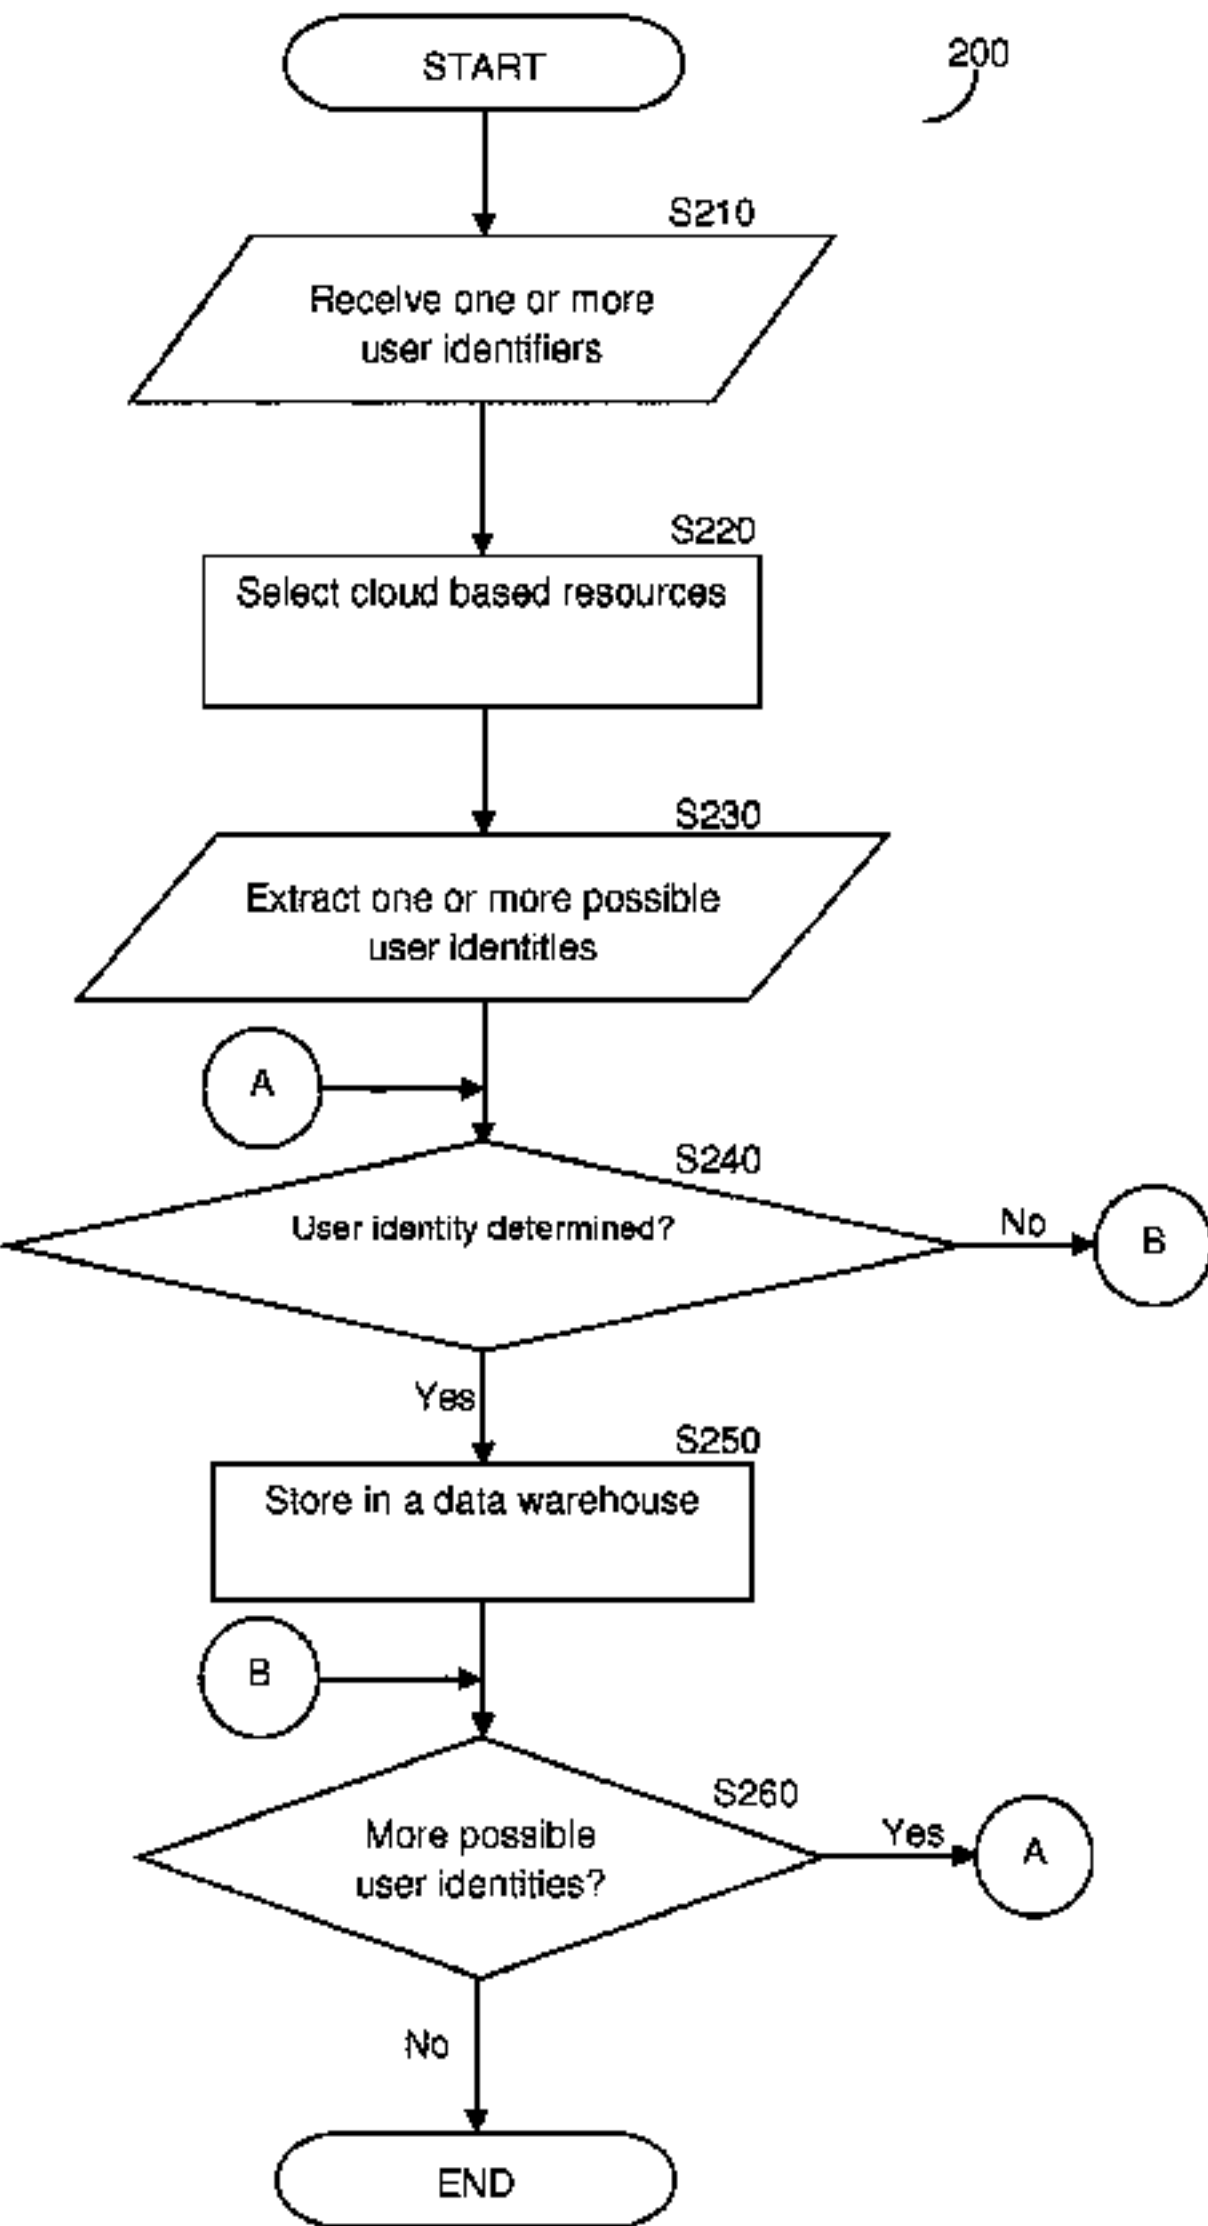 START
200
S210
Receive one or more
user identifiers
S220
Select cloud based resources
S230
Extract one or more possible
user identities
A
S240
User identity determined?
No
B
Yes
S250
Store in a data warehouse
B
S260
More possible
user identities?
Yes
A
No
END